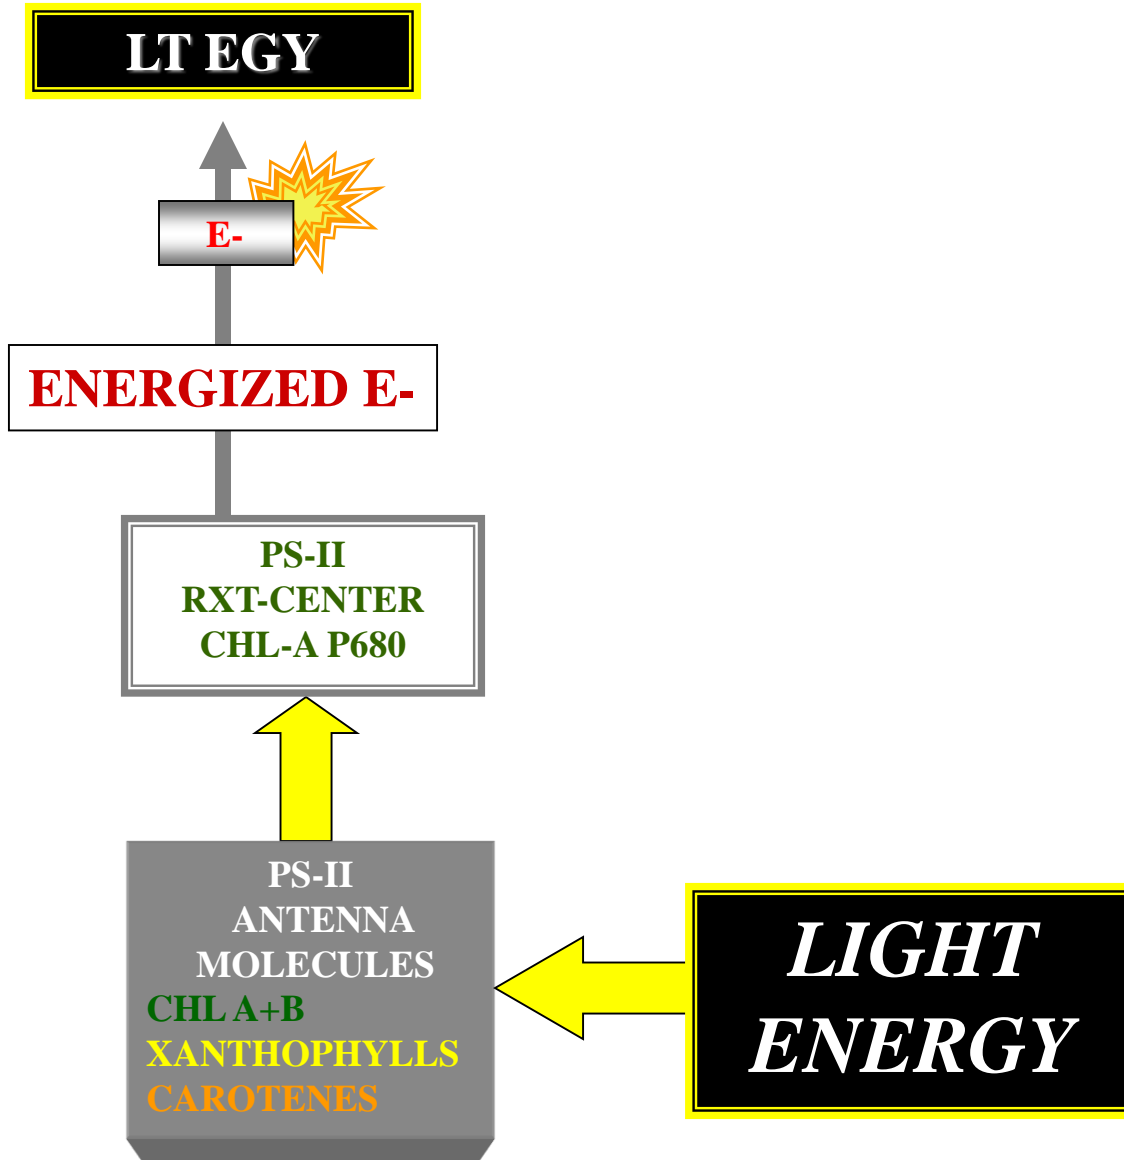 LT EGY
E-
ENERGIZED E-
PS-II
RXT-CENTER
CHL-A P680
PS-II
ANTENNA
MOLECULES
CHL A+B
XANTHOPHYLLS
CAROTENES
LIGHT
ENERGY